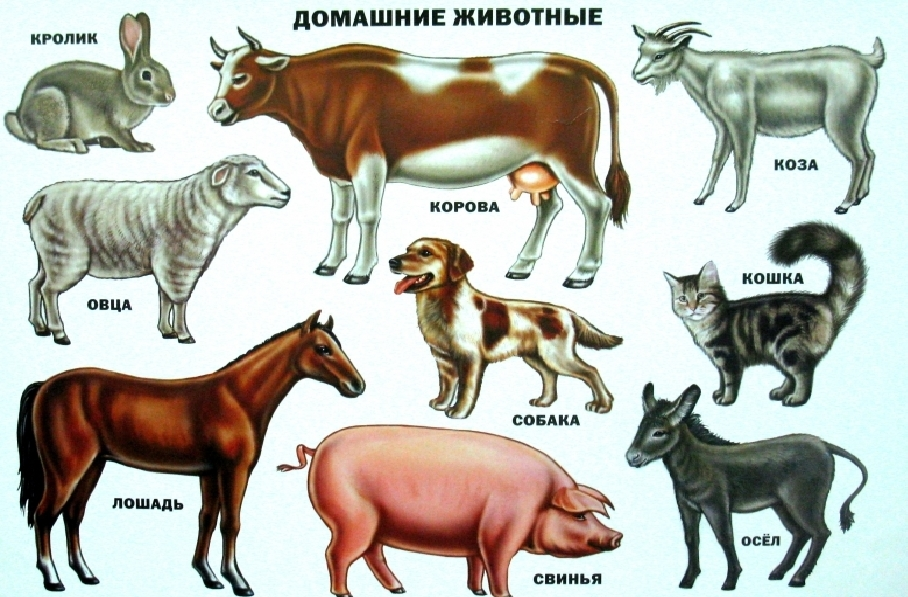 ДОМАШНИЕ ЖИВОТНЫЕ
КРОЛИК
КОРОВА
КОЗА
ОВЦА
КОШКА
СОБАКА
ЛОШАДЬ
СВИНЬЯ
ОСЁЛ